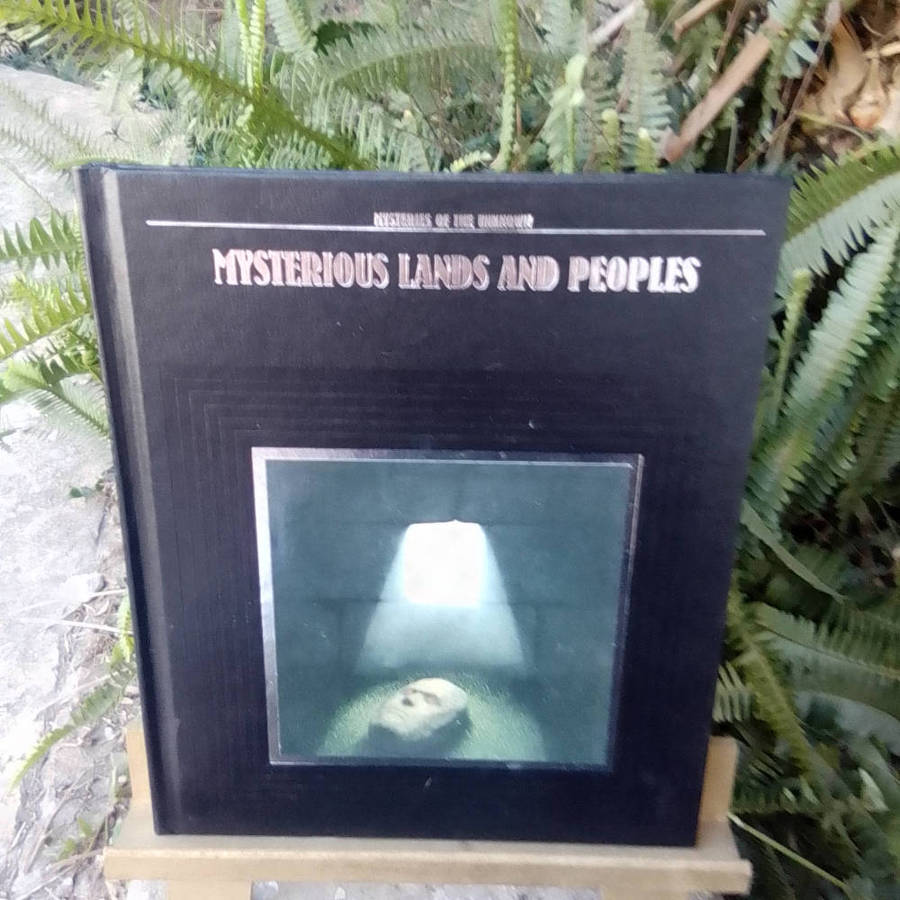 MYSTERIES OF THE UNKNOWN
MYSTERIOUS LANDS AND PEOPLES